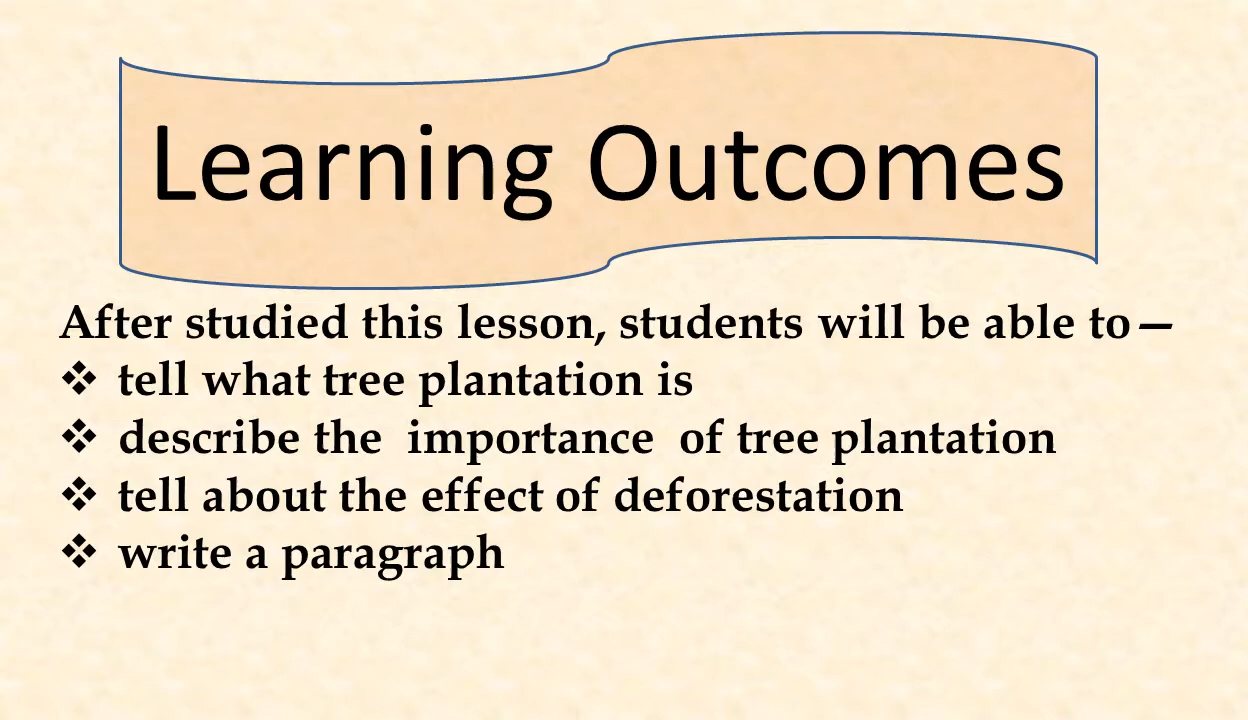 Learning Outcomes
After studied this lesson, students will be able to—
❖ tell what tree plantation is
❖ describe the importance of tree plantation
❖ tell about the effect of deforestation
❖ write a paragraph